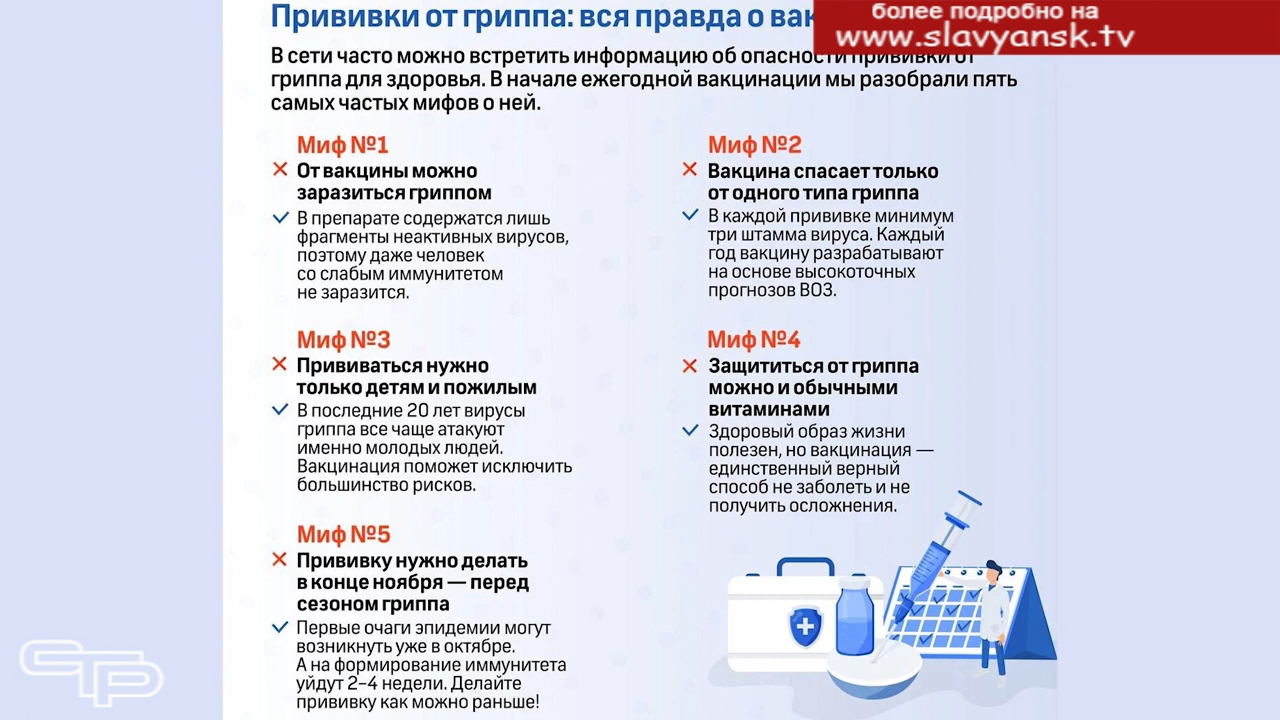 Прививки от гриппа: вся правда о
более подробно на
www.slavyansk.tv
В сети часто можно встретить информацию об опасности прививки от
гриппа для здоровья. В начале ежегодной вакцинации мы разобрали пять
самых частых мифов о ней.
Миф №1
От вакцины можно
заразиться гриппом
В препарате содержатся лишь
фрагменты неактивных вирусов,
поэтому даже человек
со слабым иммунитетом
не заразится.
Миф №2
Вакцина спасает только
от одного типа гриппа
В каждой прививке минимум
три штамма вируса. Каждый
год вакцину разрабатывают
на основе высокоточных
прогнозов ВОЗ.
Миф №3
Прививаться нужно
только детям и пожилым
В последние 20 лет вирусы
гриппа все чаще атакуют
именно молодых людей.
Вакцинация поможет исключить
большинство рисков.
Миф №4
Защититься от гриппа
можно и обычными
витаминами
Здоровый образ жизни
полезен, но вакцинация —
единственный верный
способ не заболеть и не
получить осложнения.
Миф №5
Прививку нужно делать
в конце ноября — перед
сезоном гриппа
Первые очаги эпидемии могут
возникнуть уже в октябре.
А на формирование иммунитета
уйдут 2–4 недели. Делайте
прививку как можно раньше!
СТР